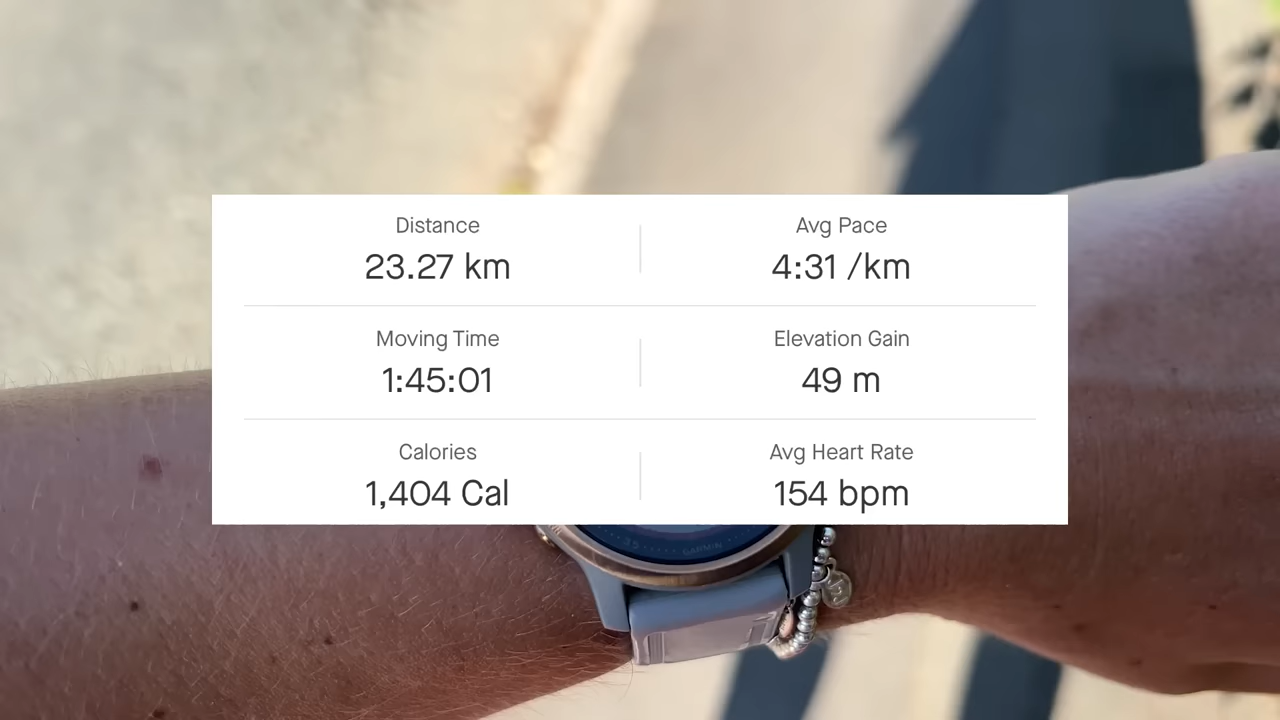 Distance Avg Pace
23.27 km 4:31 /km
Moving Time Elevation Gain
1:45:01 49 m
Calories Avg Heart Rate
1,404 Cal 154 bpm
35 GARMIN